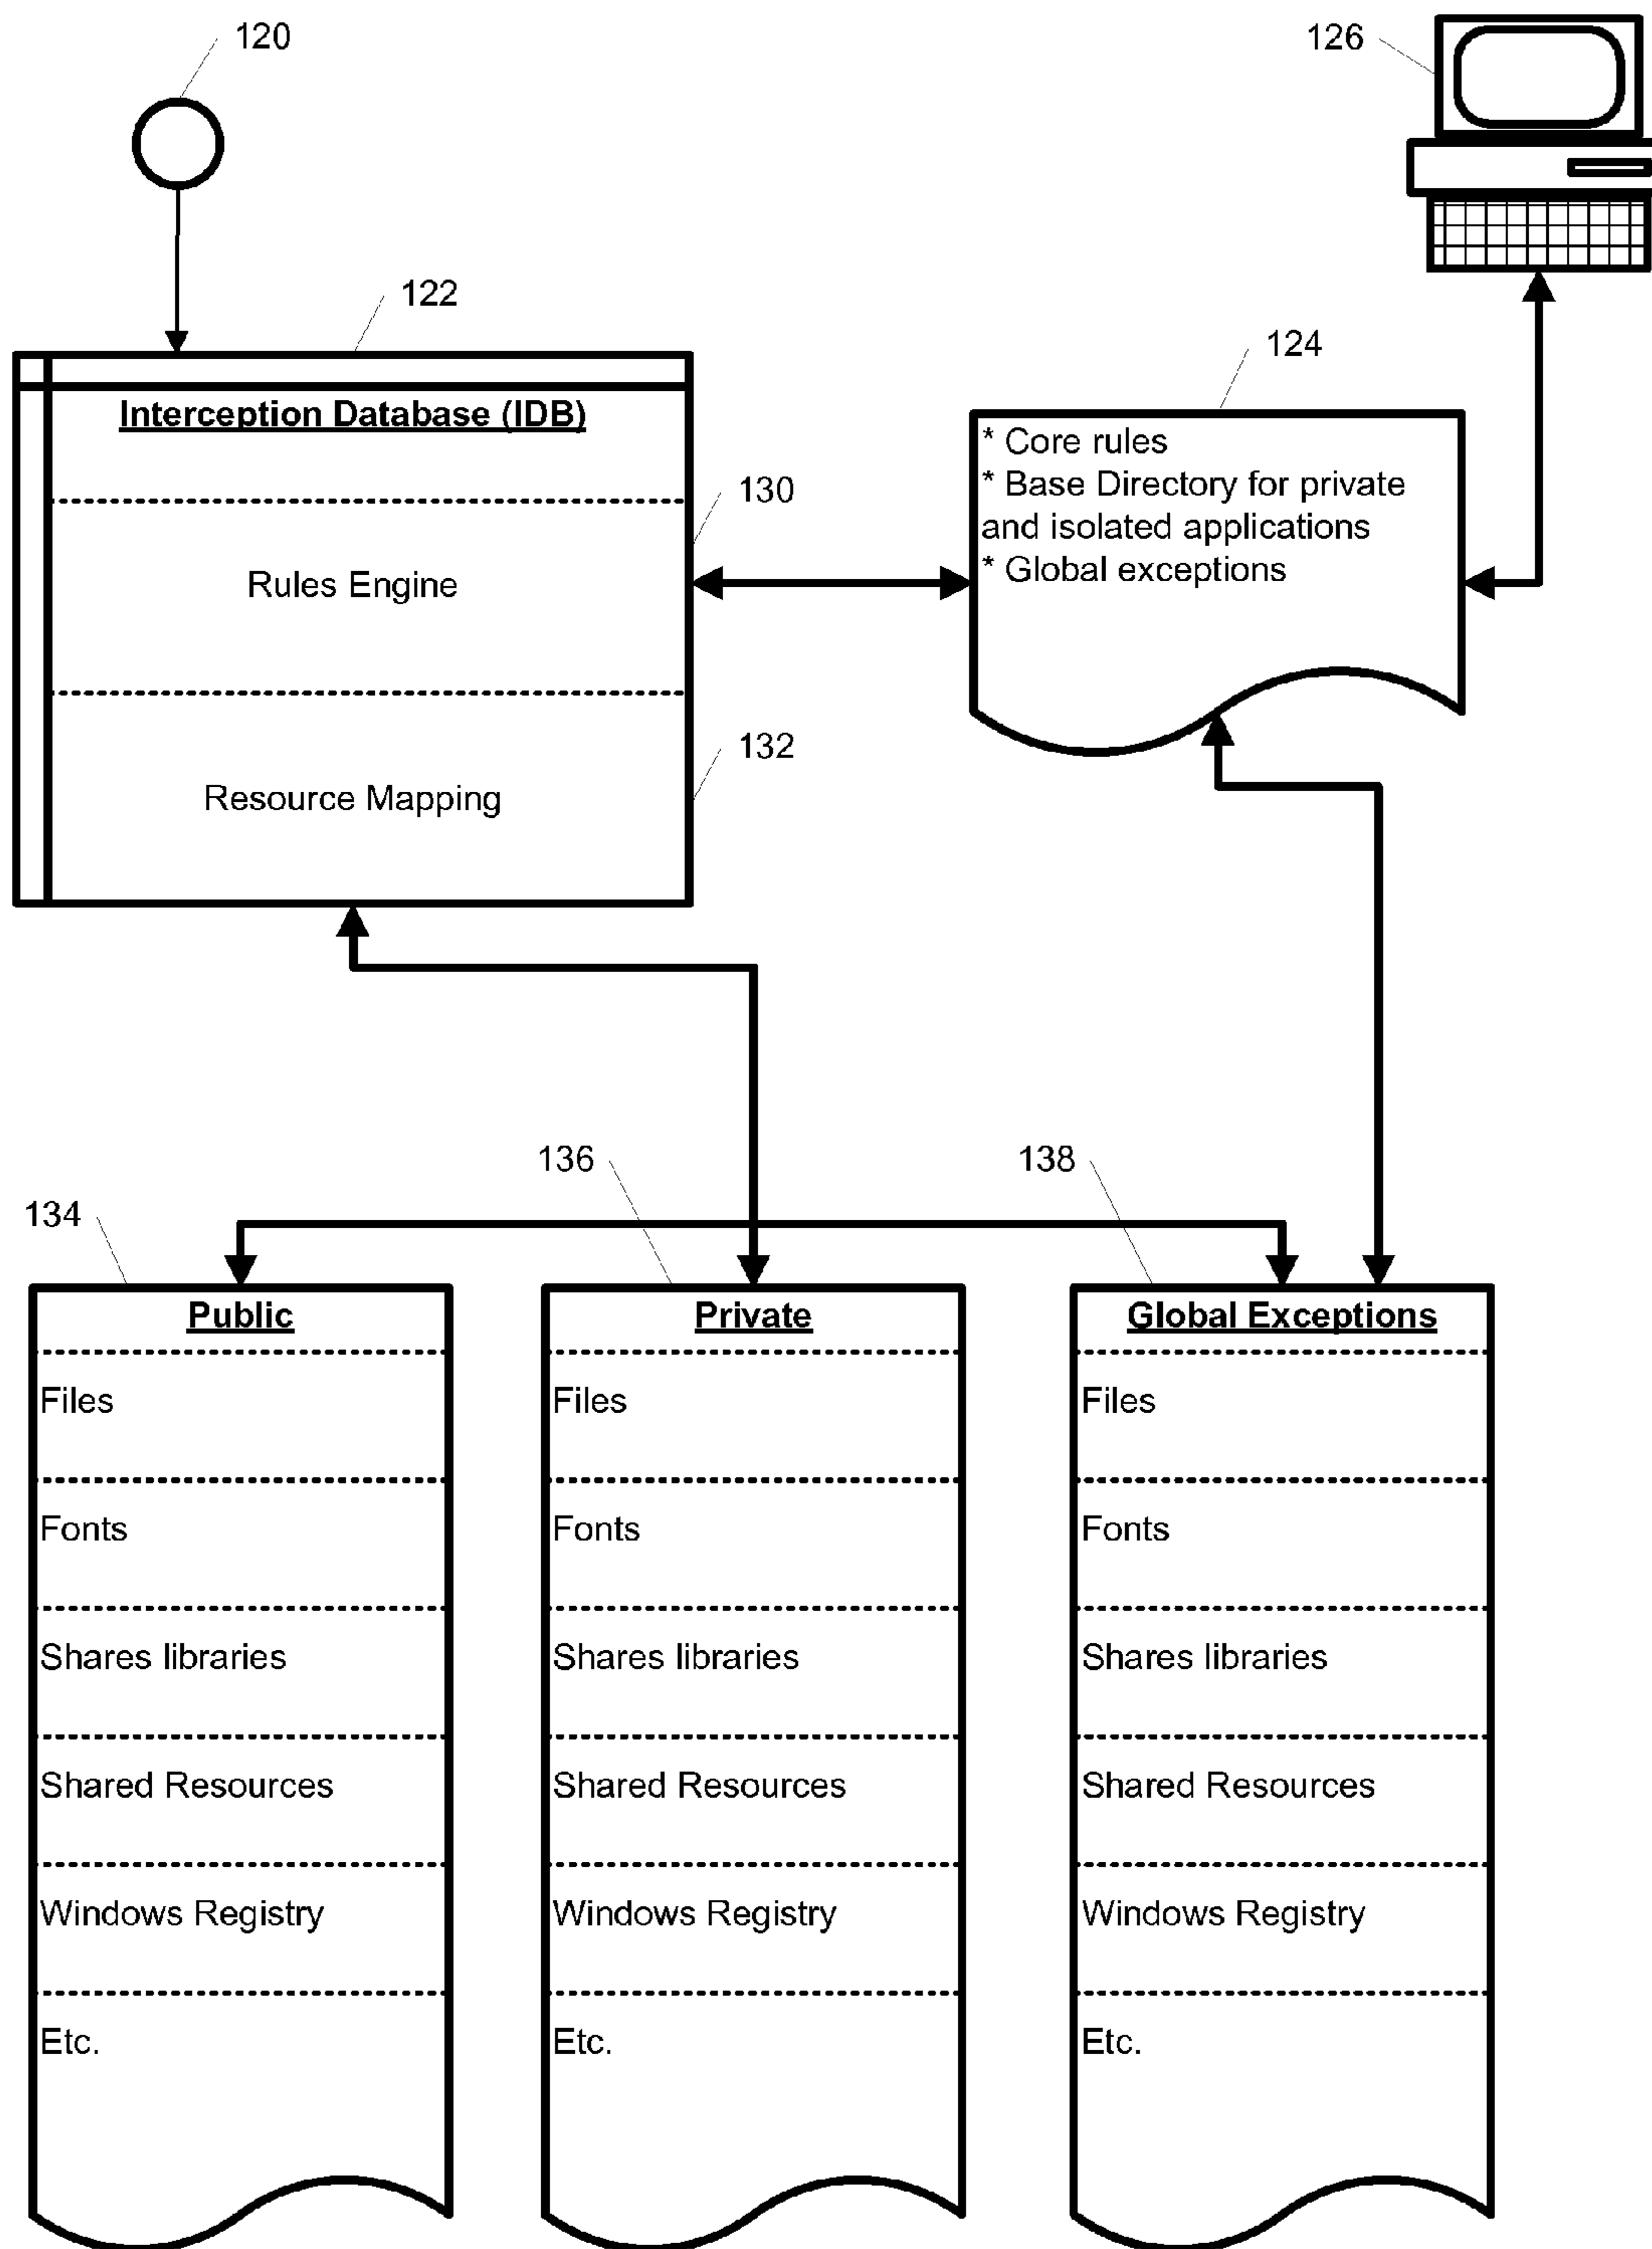 120
126
122
124
Interception Database (IDB)
* Core rules
* Base Directory for private
and isolated applications
* Global exceptions
130
Rules Engine
132
Resource Mapping
136
138
134
Public
Files
Fonts
Shares libraries
Shared Resources
Windows Registry
Etc.
Private
Files
Fonts
Shares libraries
Shared Resources
Windows Registry
Etc.
Global Exceptions
Files
Fonts
Shares libraries
Shared Resources
Windows Registry
Etc.